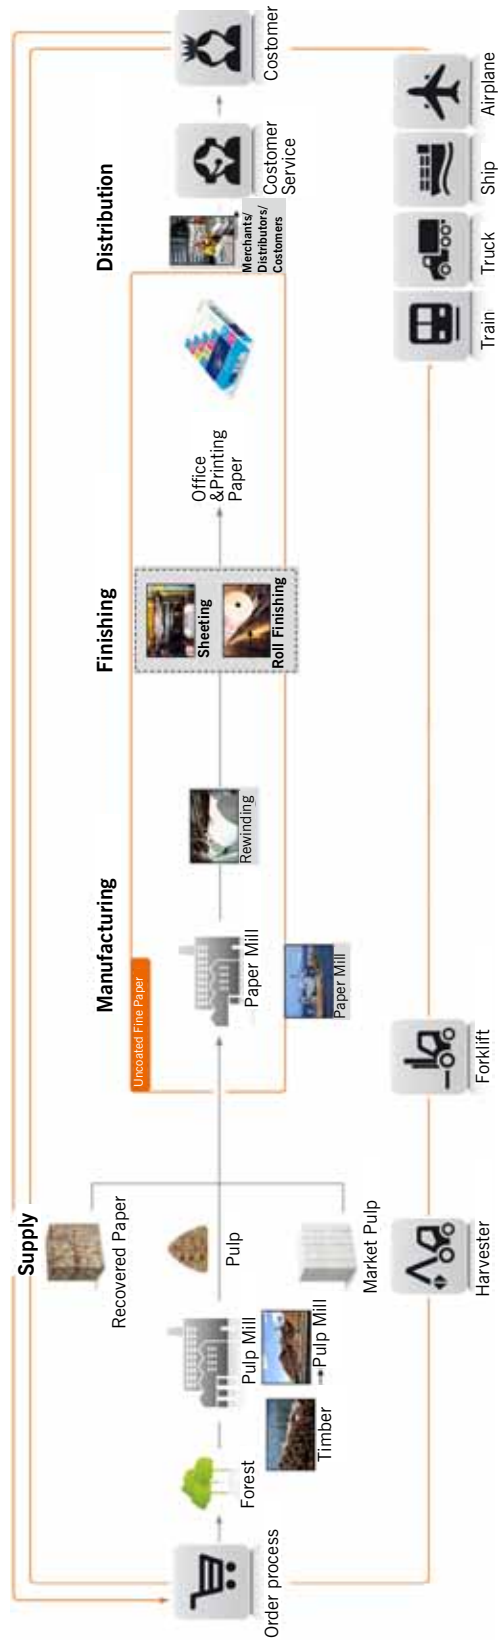 Supply
Manufacturing
Finishing
Distribution
Uncoated Fine Paper
Recovered Paper
Order process
Forest
Timber
Pulp Mill
Pulp Mill
Pulp
Market Pulp
Paper Mill
Paper Mill
Rewinding
Sheeting
Roll Finishing
Office
&Printing
Paper
Merchants/
Distributors/
Costumers
Costomer
Service
Costomer
Harvester
Forklift
Train
Truck
Ship
Airplane